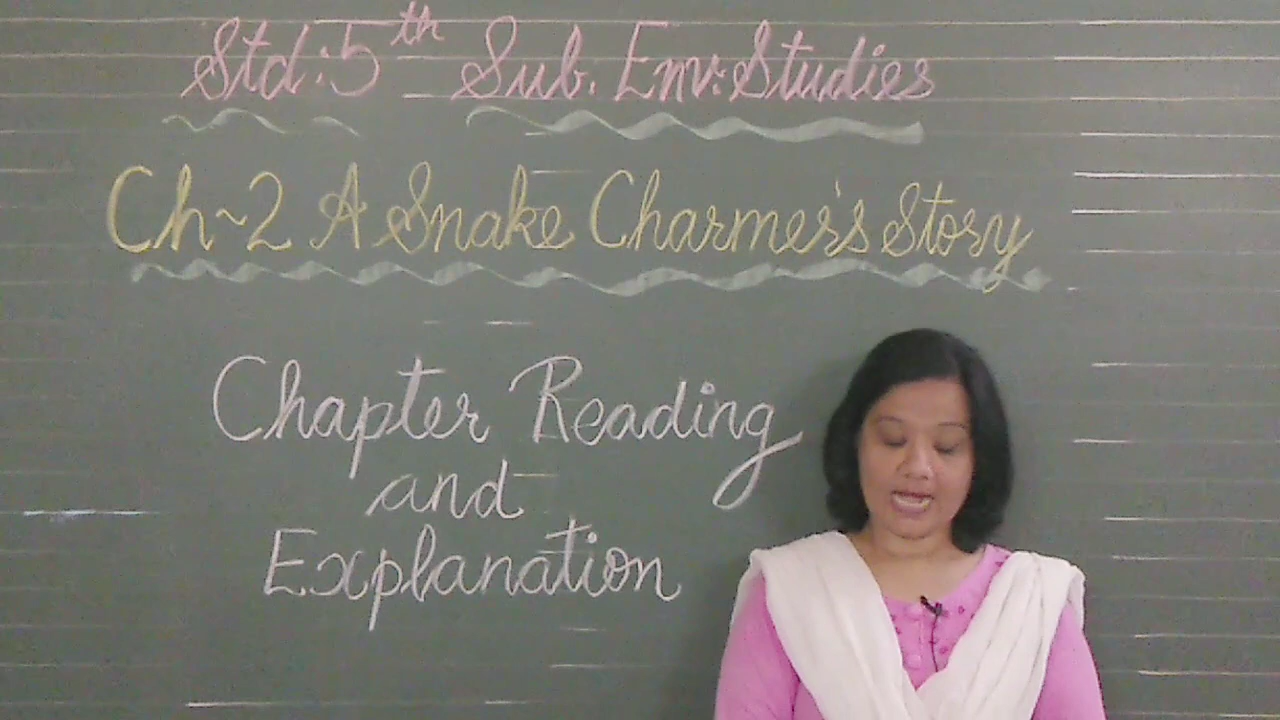 Std:5th Sub. Env. Studies
Ch~2 A Snake Charmer's Story
Chapter Reading
and
Explanation